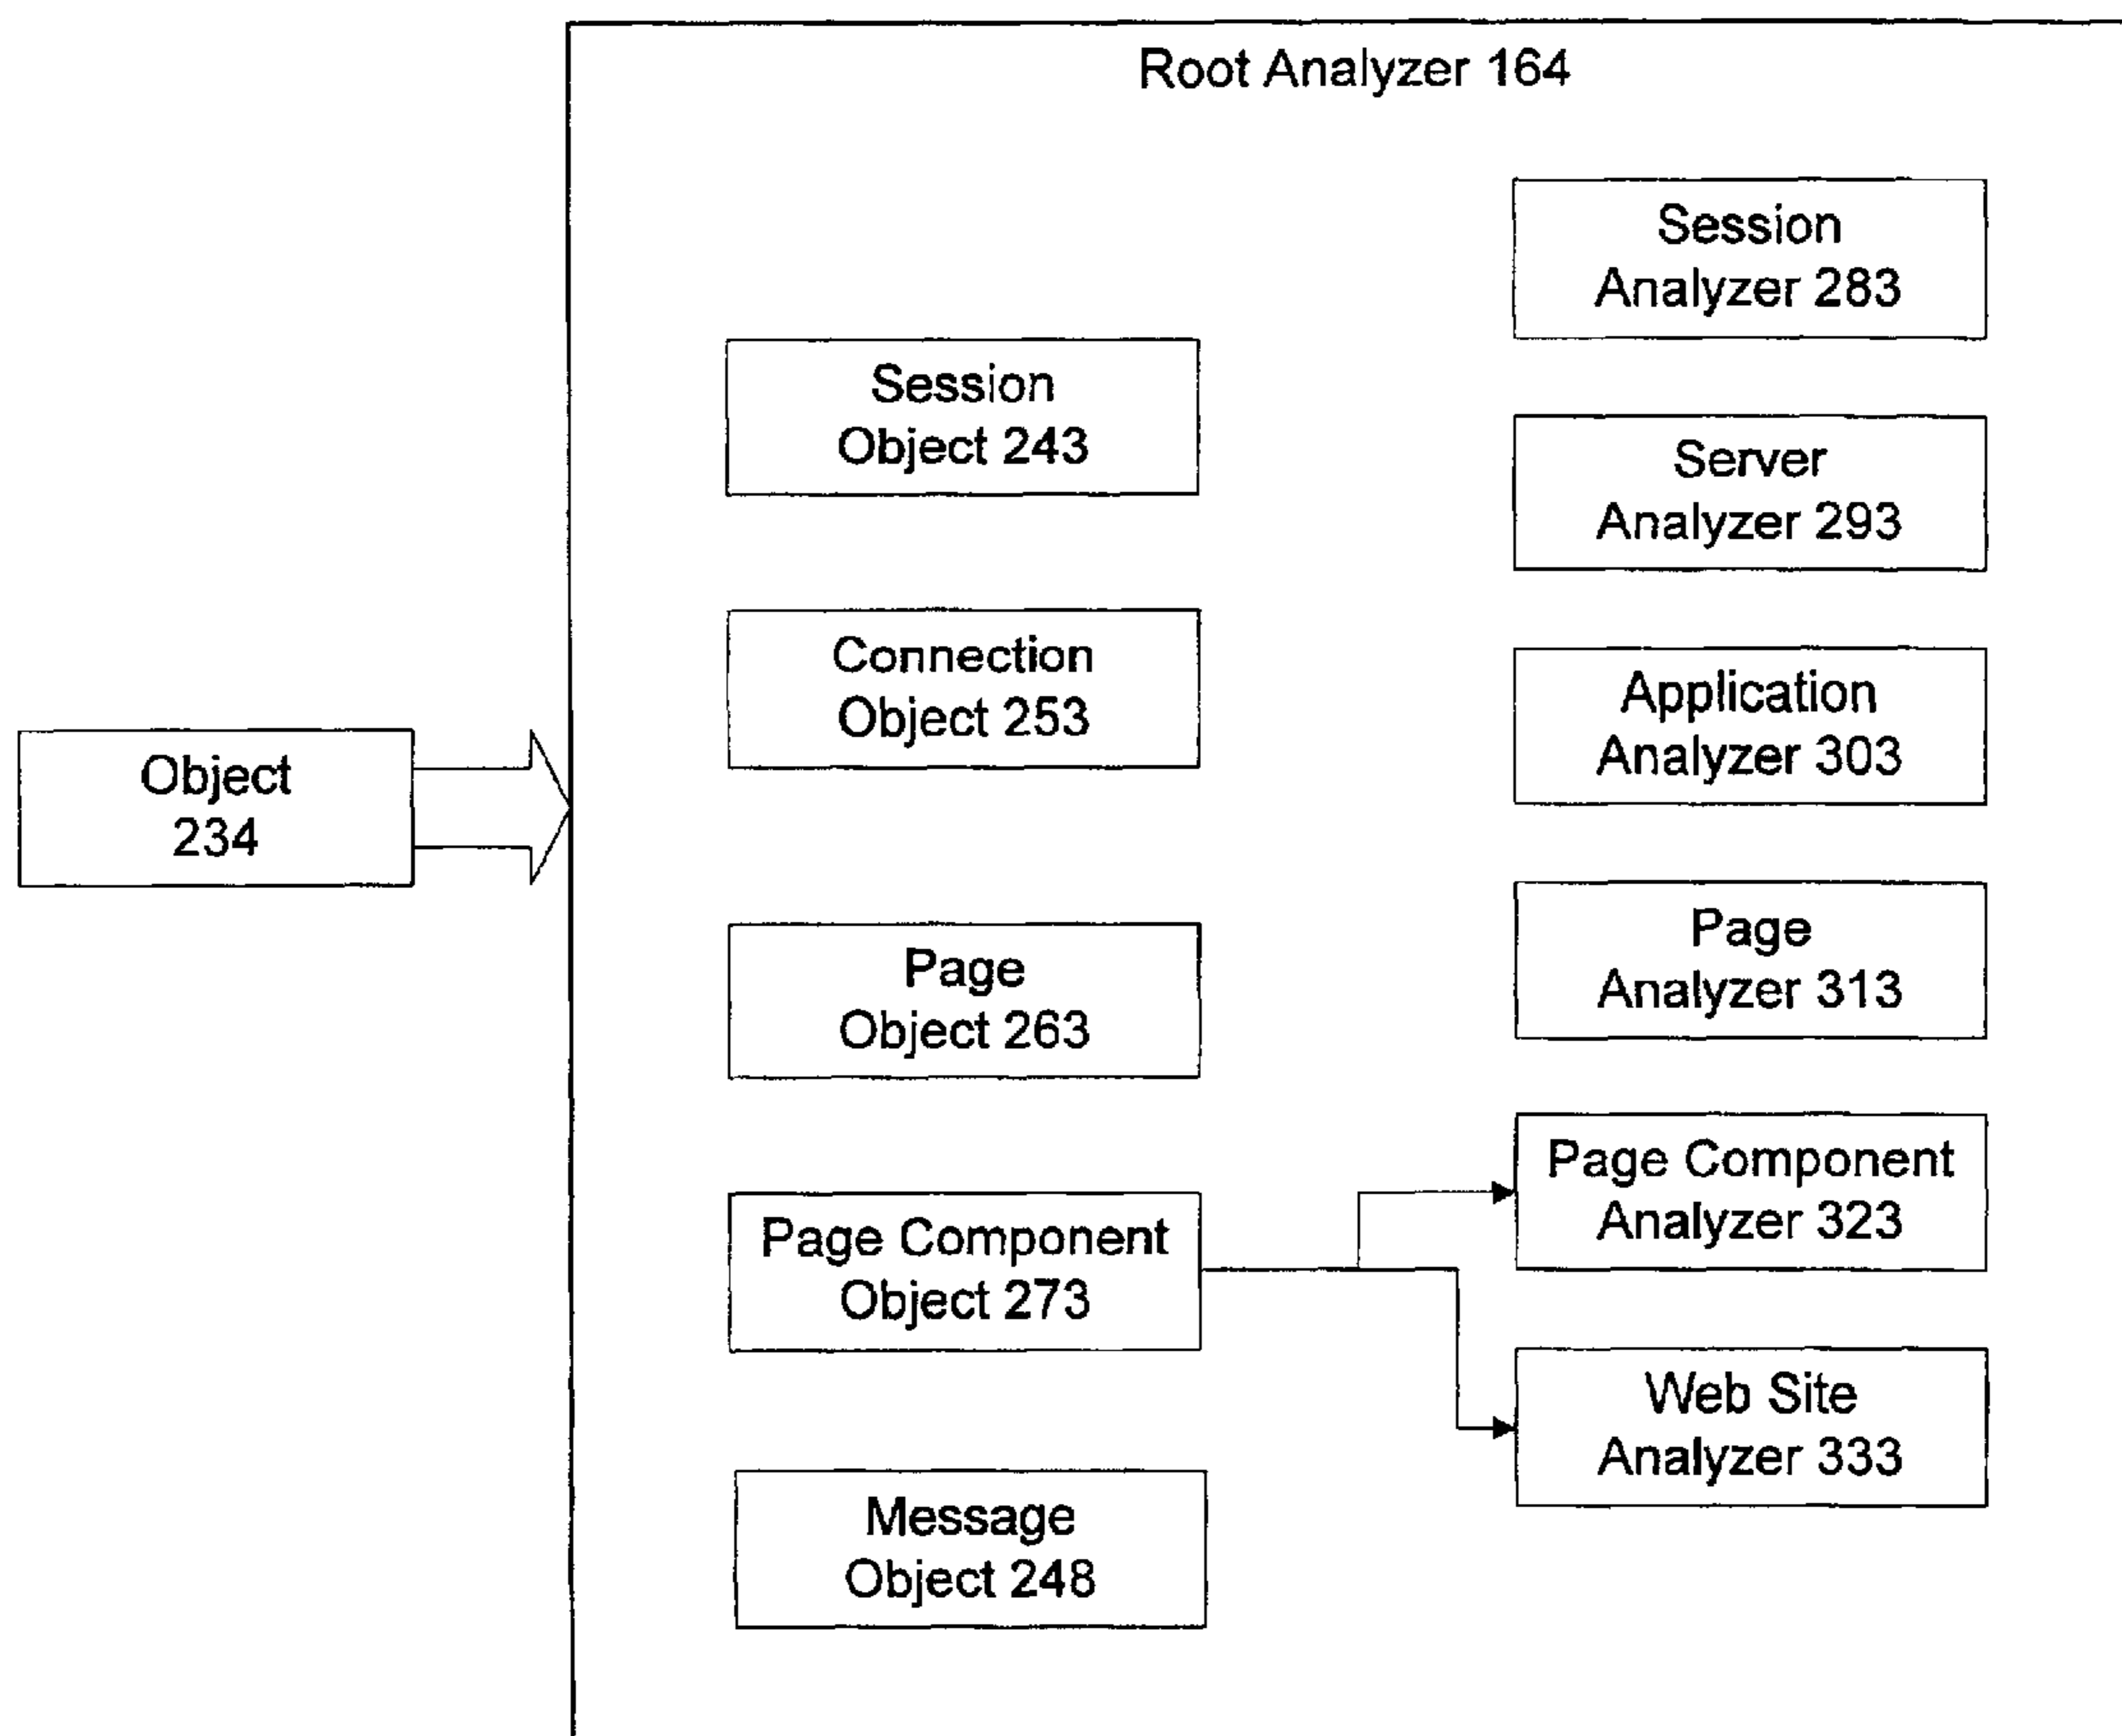 Root Analyzer 164
Object
234
Session
Object 243
Connection
Object 253
Page
Object 263
Page Component
Object 273
Message
Object 248
Session
Analyzer 283
Server
Analyzer 293
Application
Analyzer 303
Page
Analyzer 313
Page Component
Analyzer 323
Web Site
Analyzer 333